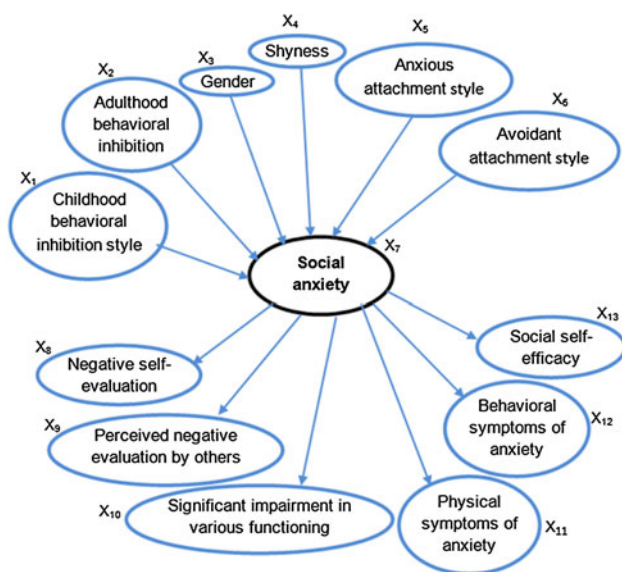 X4
Shyness
X5
Anxious
attachment style
X3
Gender
X2
Adulthood
behavioral
inhibition
X6
Avoidant
attachment style
X1
Childhood
behavioral
inhibition style
X7
Social
anxiety
X13
Social self-
efficacy
X8
Negative self-
evaluation
X12
Behavioral
symptoms of
anxiety
X9
Perceived negative
evaluation by others
X10
Significant impairment in
various functioning
X11
Physical
symptoms of
anxiety